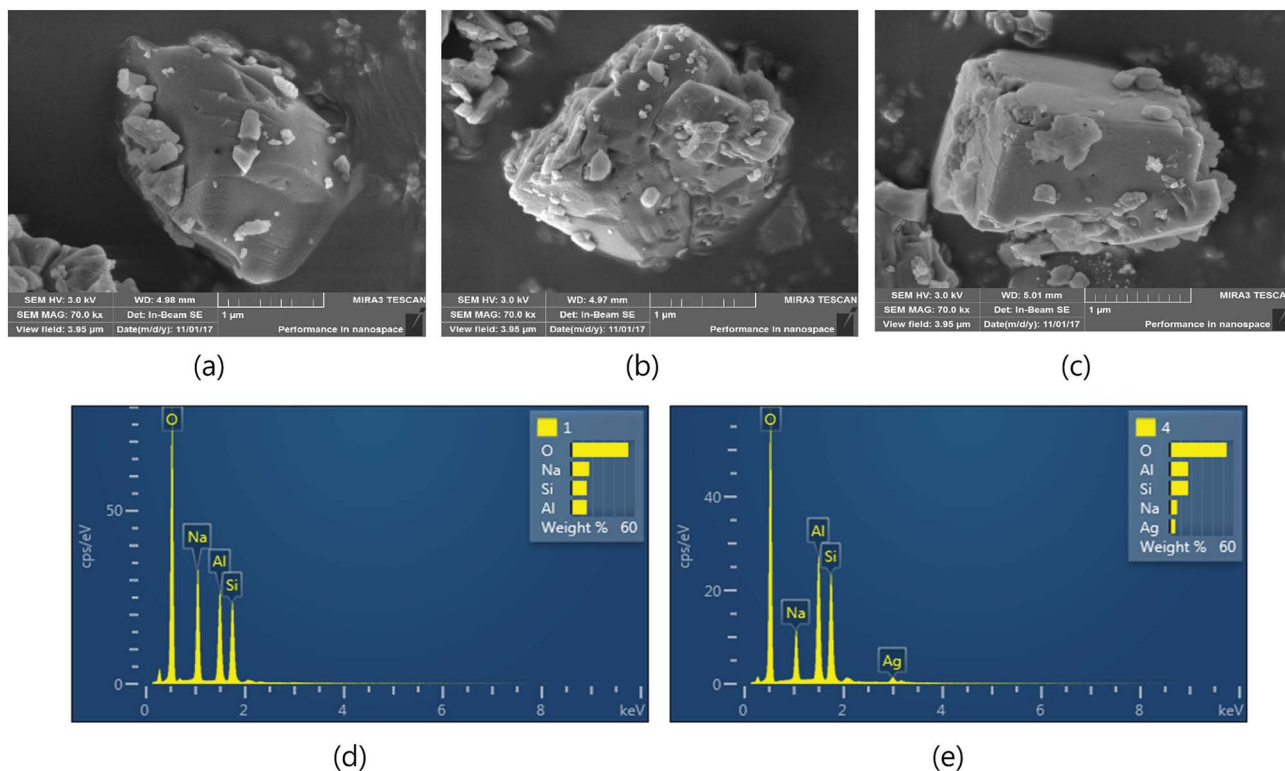 SEM HV: 3.0 kV WD: 4.98 mm MIRA3 TESCAN
SEM MAG: 70.0 kx Det: In-Beam SE 1 µm
View field: 3.95 µm Date(m/d/y): 11/01/17 Performance in nanospace
SEM HV: 3.0 kV WD: 4.97 mm MIRA3 TESCAN
SEM MAG: 70.0 kx Det: In-Beam SE 1 µm
View field: 3.95 µm Date(m/d/y): 11/01/17 Performance in nanospace
SEM HV: 3.0 kV WD: 5.01 mm MIRA3 TESCAN
SEM MAG: 70.0 kx Det: In-Beam SE 1 µm
View field: 3.95 µm Date(m/d/y): 11/01/17 Performance in nanospace
(a) (b) (c)
O
Na
Al
Si
50
0
cps/eV
0 2 4 6 8 keV
1
O
Na
Si
Al
Weight % 60
(d)
O
Al
Si
Na
Ag
40
20
0
cps/eV
0 2 4 6 8 keV
4
O
Al
Si
Na
Ag
Weight % 60
(e)